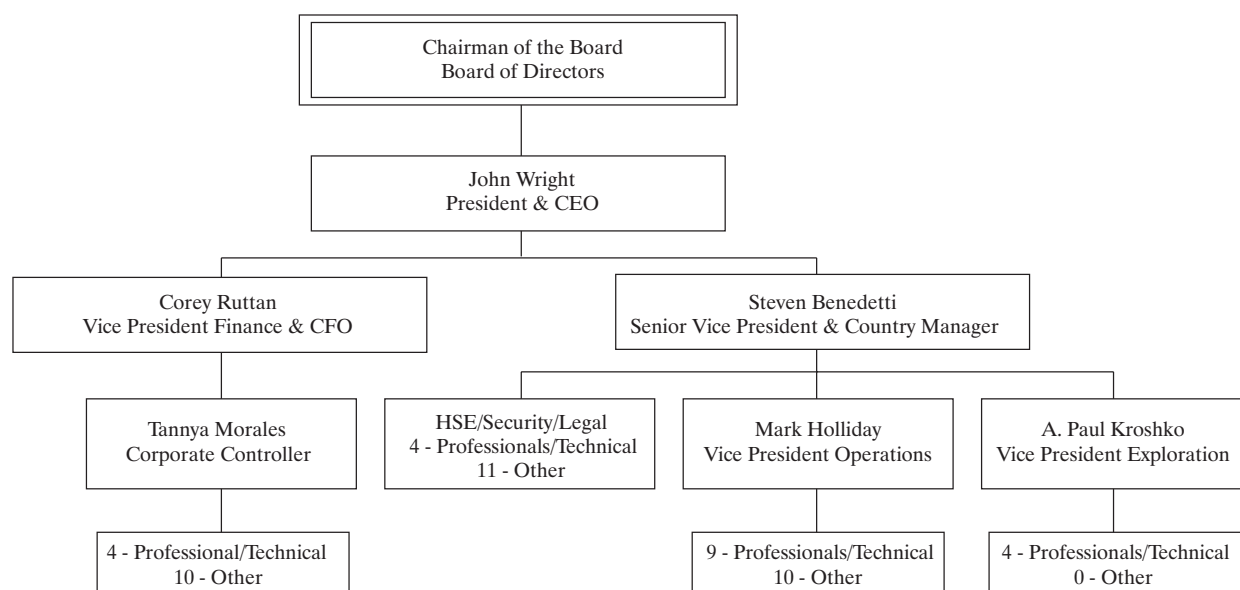 Chairman of the Board
Board of Directors
John Wright
President & CEO
Corey Ruttan
Vice President Finance & CFO
Steven Benedetti
Senior Vice President & Country Manager
Tannya Morales
Corporate Controller
HSE/Security/Legal
4 - Professionals/Technical
11 - Other
Mark Holliday
Vice President Operations
A. Paul Kroshko
Vice President Exploration
4 - Professional/Technical
10 - Other
9 - Professionals/Technical
10 - Other
4 - Professionals/Technical
0 - Other